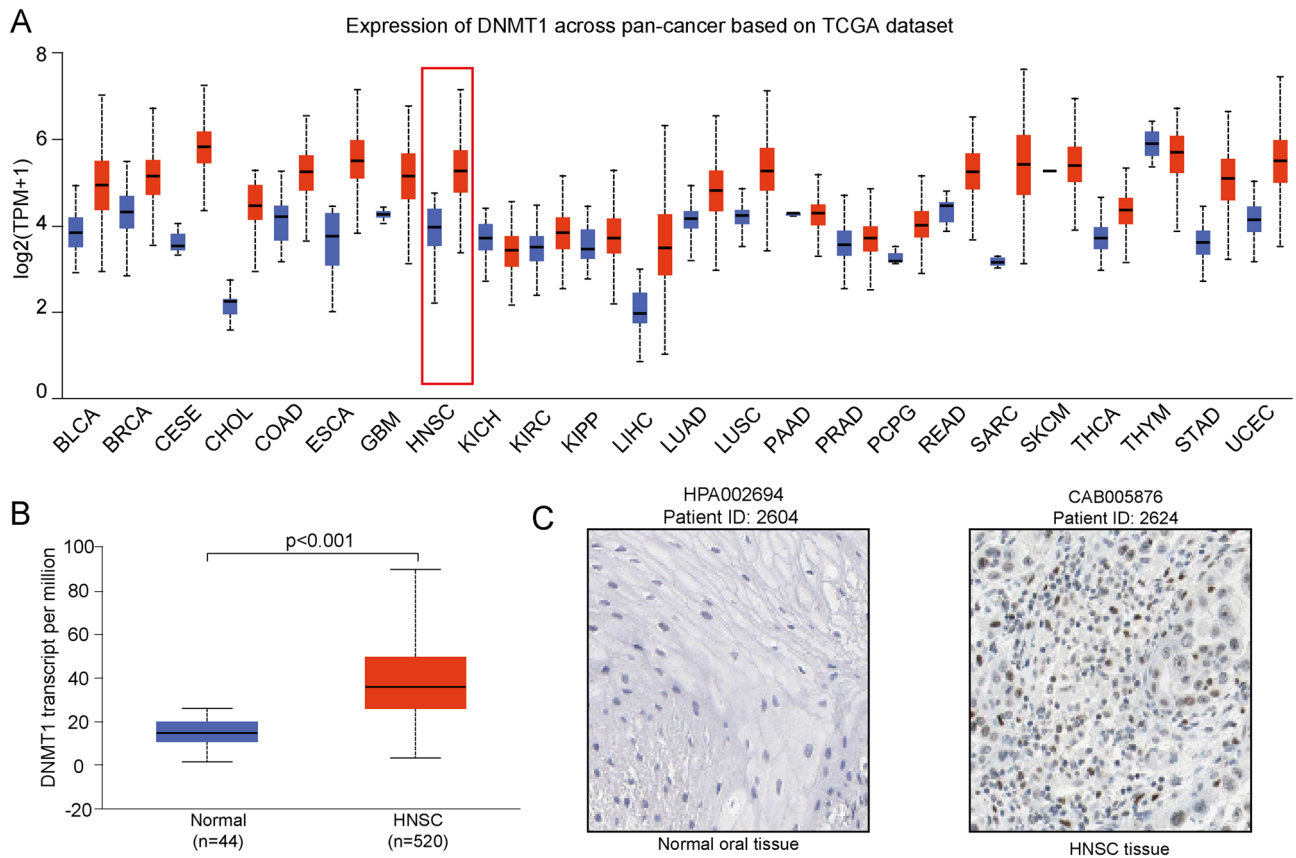 A
Expression of DNMT1 across pan-cancer based on TCGA dataset
log2(TPM+1)
8
6
4
2
0
BLCA
BRCA
CESE
CHOL
COAD
ESCA
GBM
HNSC
KICH
KIRC
KIPP
LIHC
LUAD
LUSC
PAAD
PRAD
PCPG
READ
SARC
SKCM
THCA
THYM
STAD
UCEC
B
DNMT1 transcript per million
100
80
60
40
20
0
-20
p<0.001
Normal
(n=44)
HNSC
(n=520)
C
HPA002694
Patient ID: 2604
Normal oral tissue
CAB005876
Patient ID: 2624
HNSC tissue